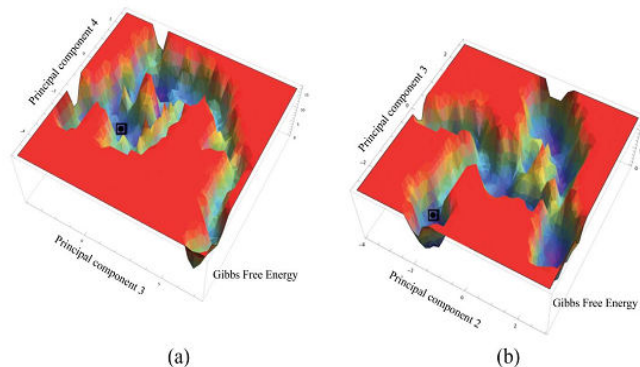 Principal component 4
Principal component 3
Gibbs Free Energy
(a)
Principal component 3
Principal component 2
Gibbs Free Energy
(b)